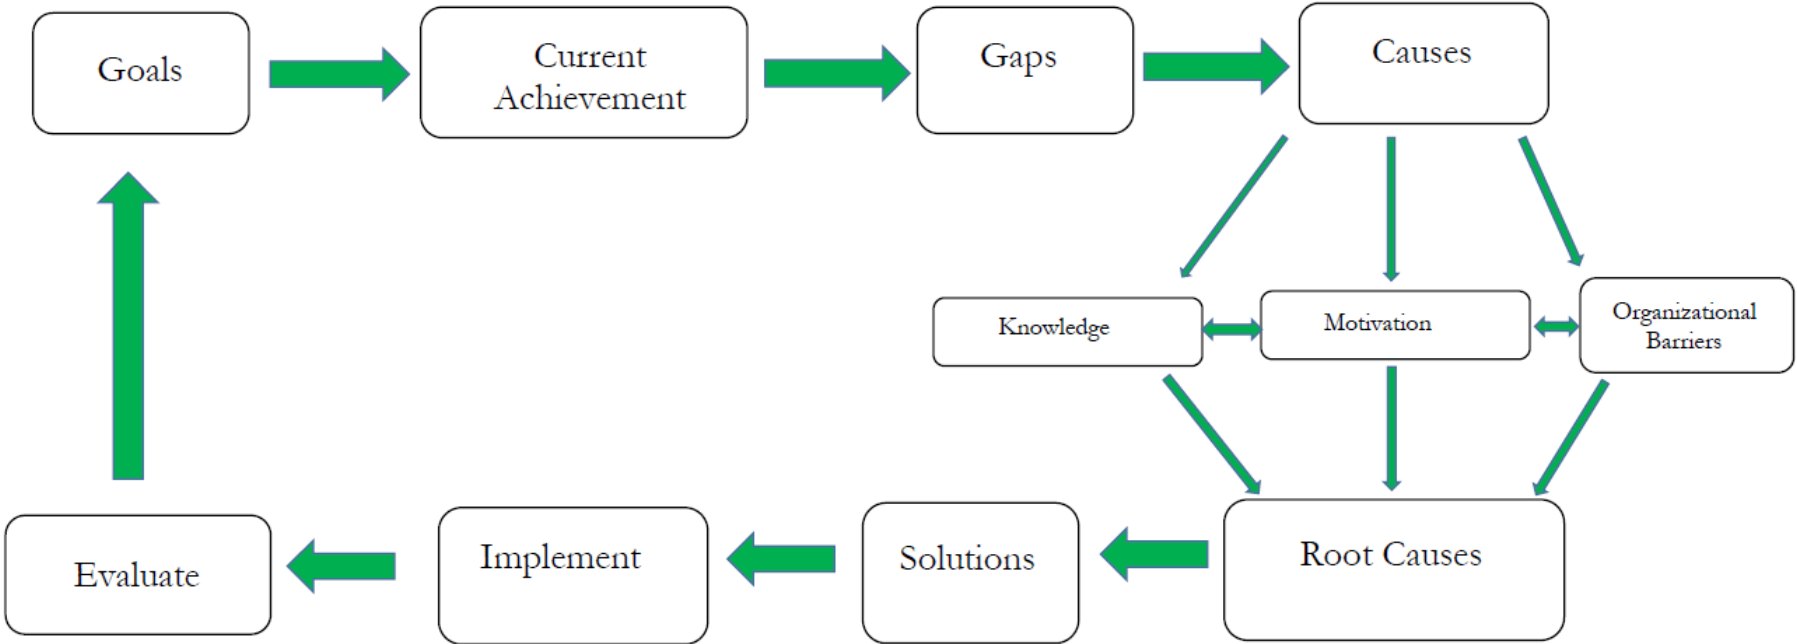 Goals
Current
Achievement
Gaps
Causes
Knowledge
Motivation
Organizational
Barriers
Evaluate
Implement
Solutions
Root Causes